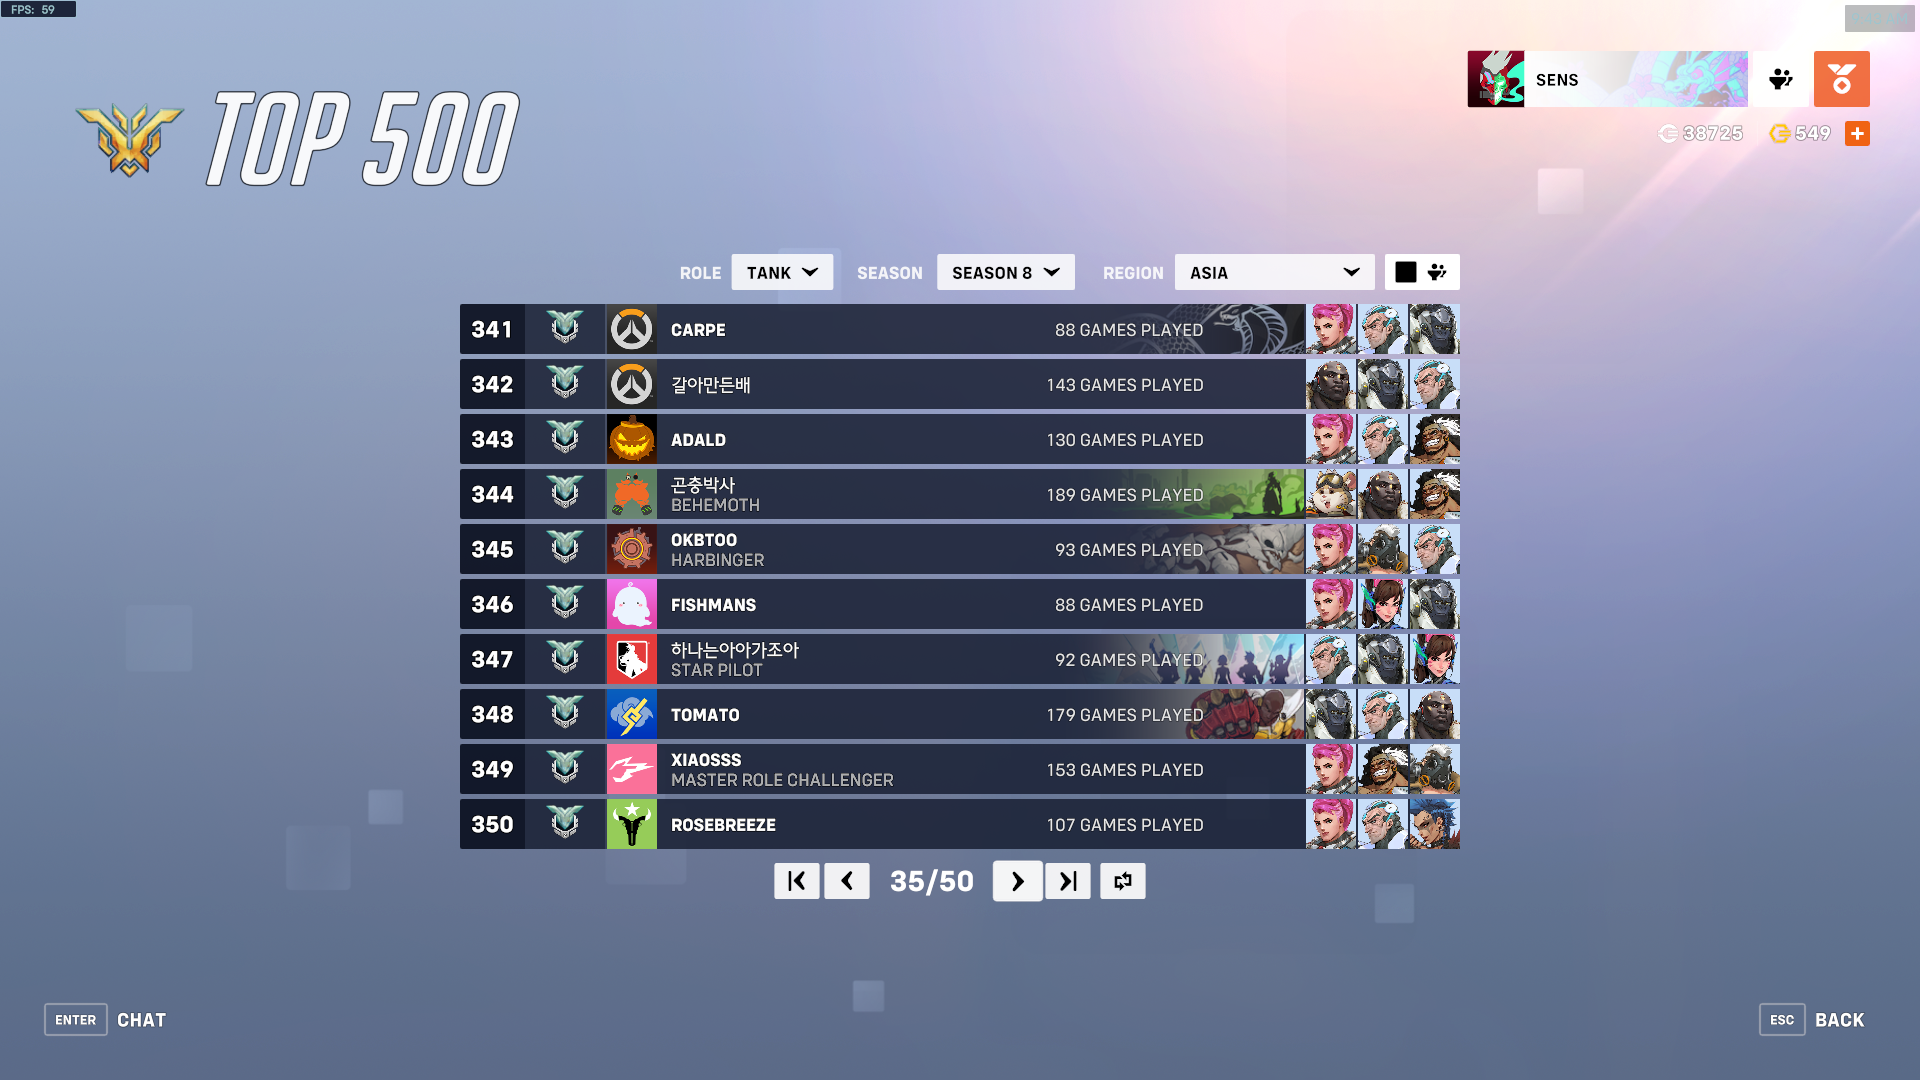 FPS: 59
TOP 500
SENS
38725
549
ROLE TANK SEASON SEASON 8 REGION ASIA
341 CARPE 88 GAMES PLAYED
342 갈아만든배 143 GAMES PLAYED
343 ADALD 130 GAMES PLAYED
344 곤충박사 189 GAMES PLAYED
BEHEMOTH
345 OKBTOO 93 GAMES PLAYED
HARBINGER
346 FISHMANS 88 GAMES PLAYED
347 하나는아아가조아 92 GAMES PLAYED
STAR PILOT
348 TOMATO 179 GAMES PLAYED
349 XIAOSSS 153 GAMES PLAYED
MASTER ROLE CHALLENGER
350 ROSEBREEZE 107 GAMES PLAYED
35/50
ENTER CHAT
ESC BACK